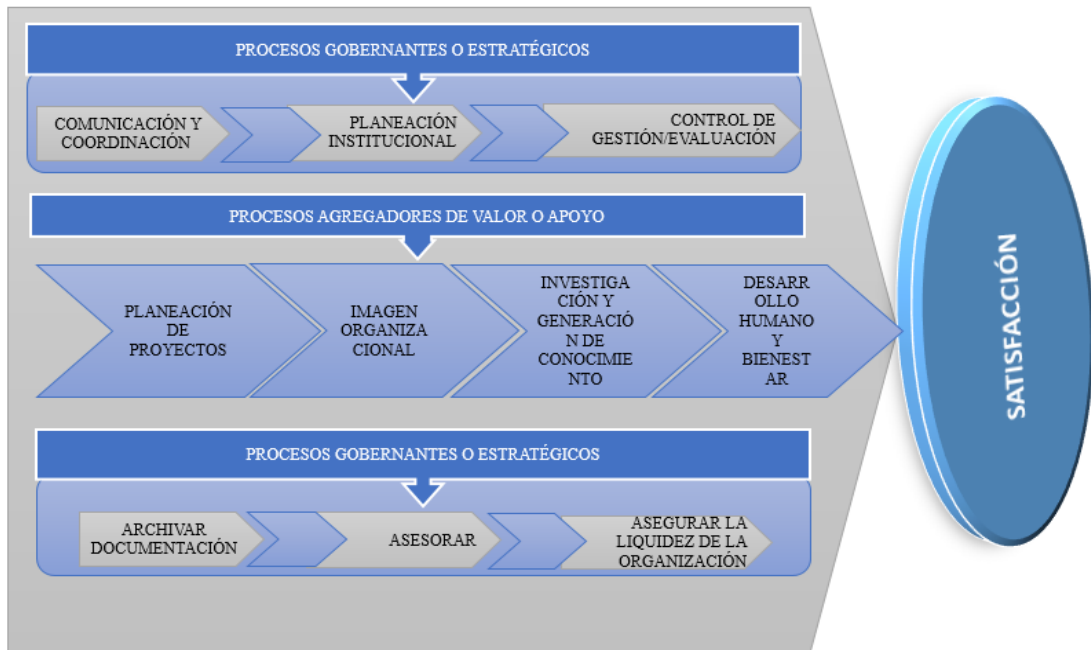 PROCESOS GOBERNANTES O ESTRATÉGICOS
COMUNICACIÓN Y
COORDINACIÓN
PLANEACIÓN
INSTITUCIONAL
CONTROL DE
GESTIÓN/EVALUACIÓN
PROCESOS AGREGADORES DE VALOR O APOYO
PLANEACIÓN
DE
PROYECTOS
IMAGEN
ORGANIZA
CIONAL
INVESTIGA
CIÓN Y
GENERACIÓ
N DE
CONOCIMIE
NTO
DESARR
OLLO
HUMANO
Y
BIENEST
AR
PROCESOS GOBERNANTES O ESTRATÉGICOS
ARCHIVAR
DOCUMENTACIÓN
ASESORAR
ASEGURAR LA
LIQUIDEZ DE LA
ORGANIZACIÓN
SATISFACCIÓN